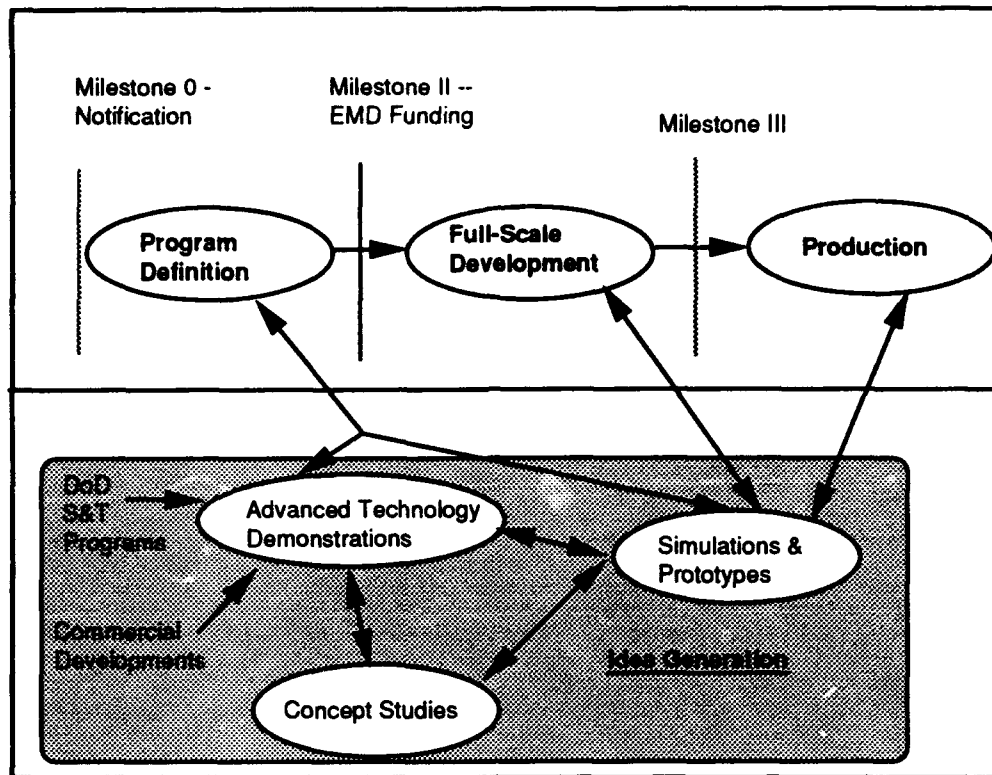 Milestone 0 -
Notification
Milestone II --
EMD Funding
Milestone III
Program
Definition
Full-Scale
Development
Production
DoD
S&T
Programs
Advanced Technology
Demonstrations
Simulations &
Prototypes
Commercial
Developments
Idea Generation
Concept Studies